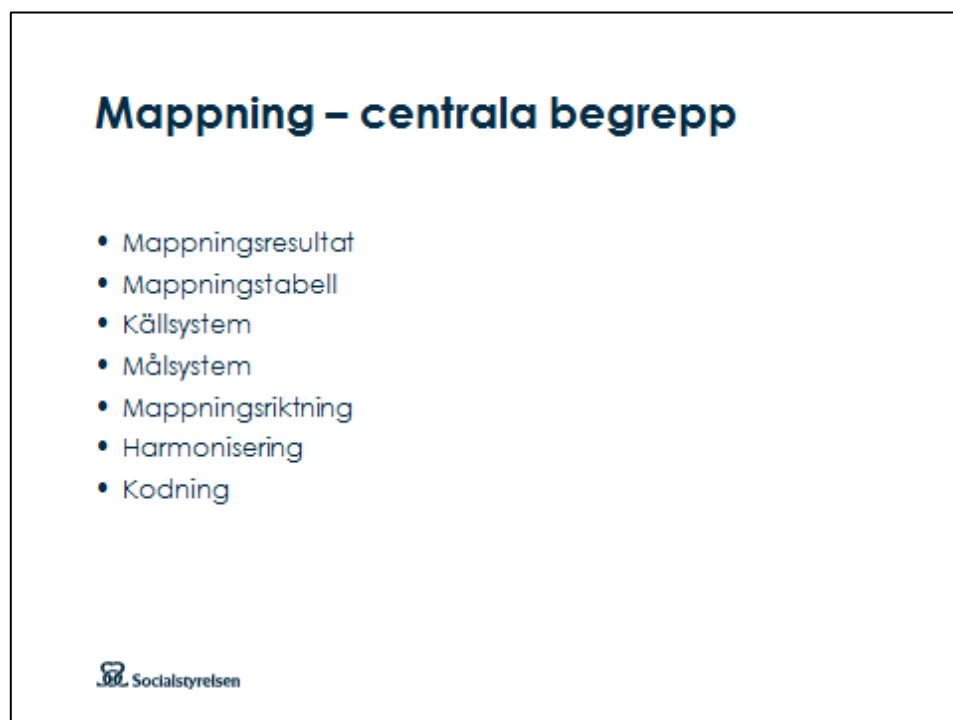 Mappning – centrala begrepp
• Mappningsresultat
• Mappningstabell
• Källsystem
• Målsystem
• Mappningsriktning
• Harmonisering
• Kodning
Socialstyrelsen